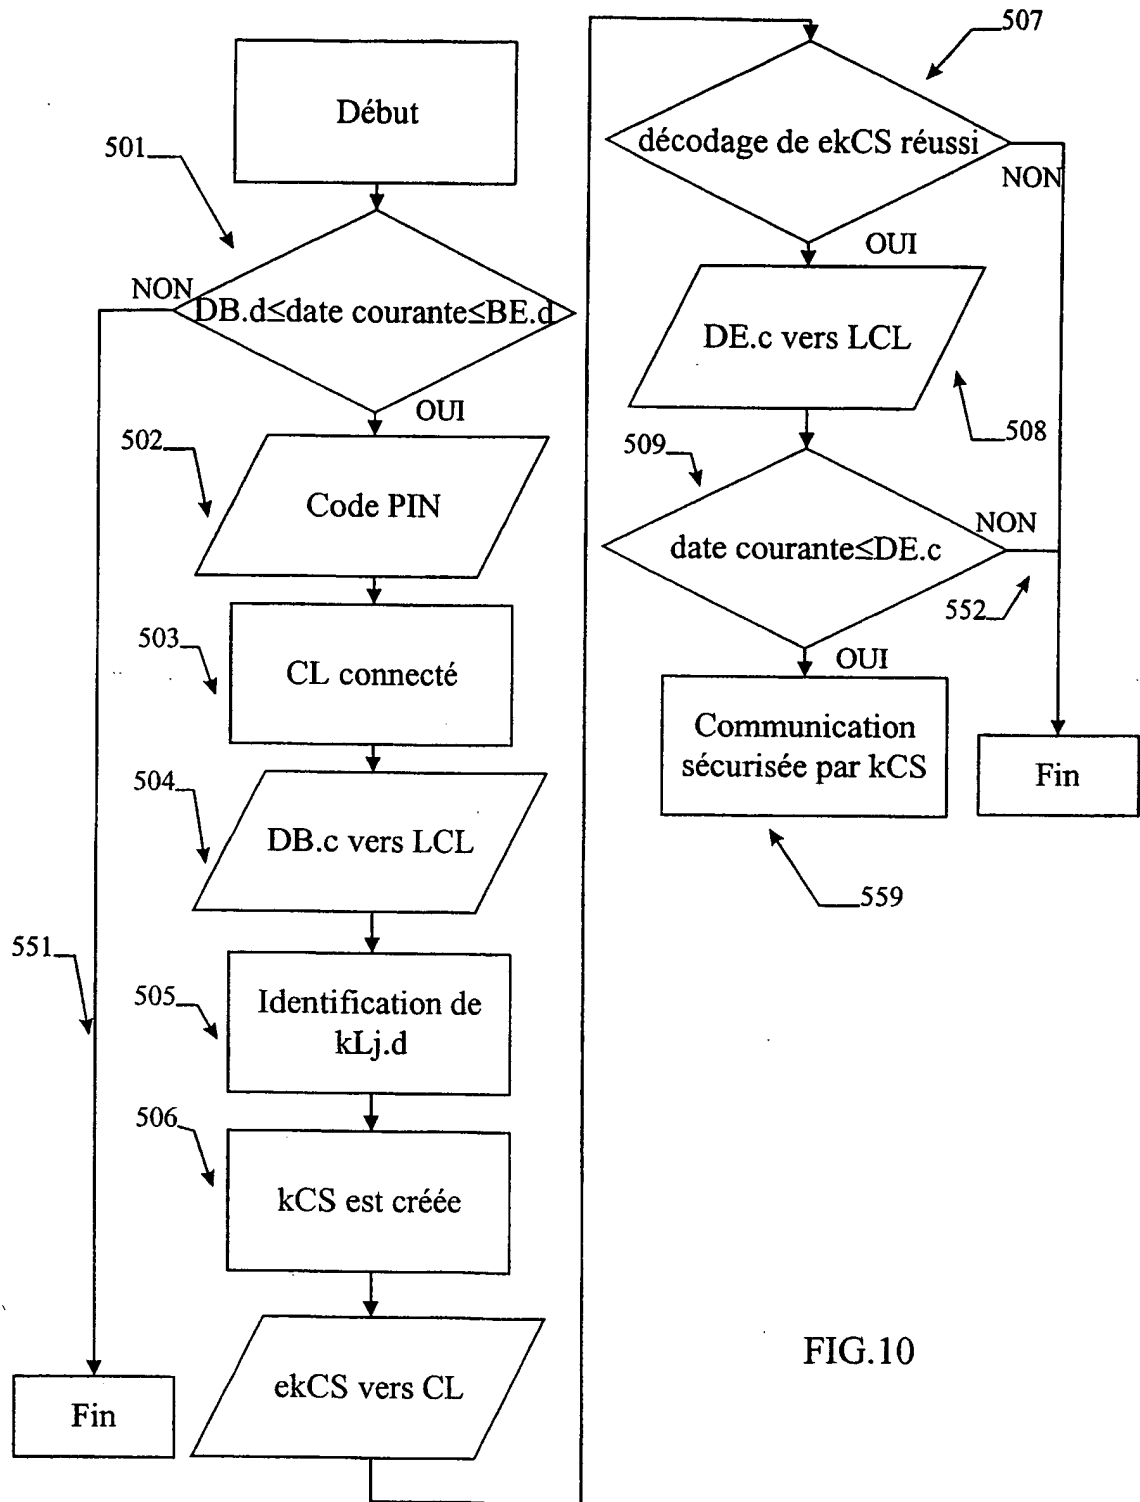 Début
501
NON
DB.d≤date courante≤BE.d
OUI
502
Code PIN
503
CL connecté
504
DB.c vers LCL
551
505
Identification de
kLj.d
506
kCS est créée
ekCS vers CL
Fin
507
décodage de ekCS réussi
NON
OUI
DE.c vers LCL
508
509
NON
date courante≤DE.c
552
OUI
Communication
sécurisée par kCS
Fin
559
FIG.10